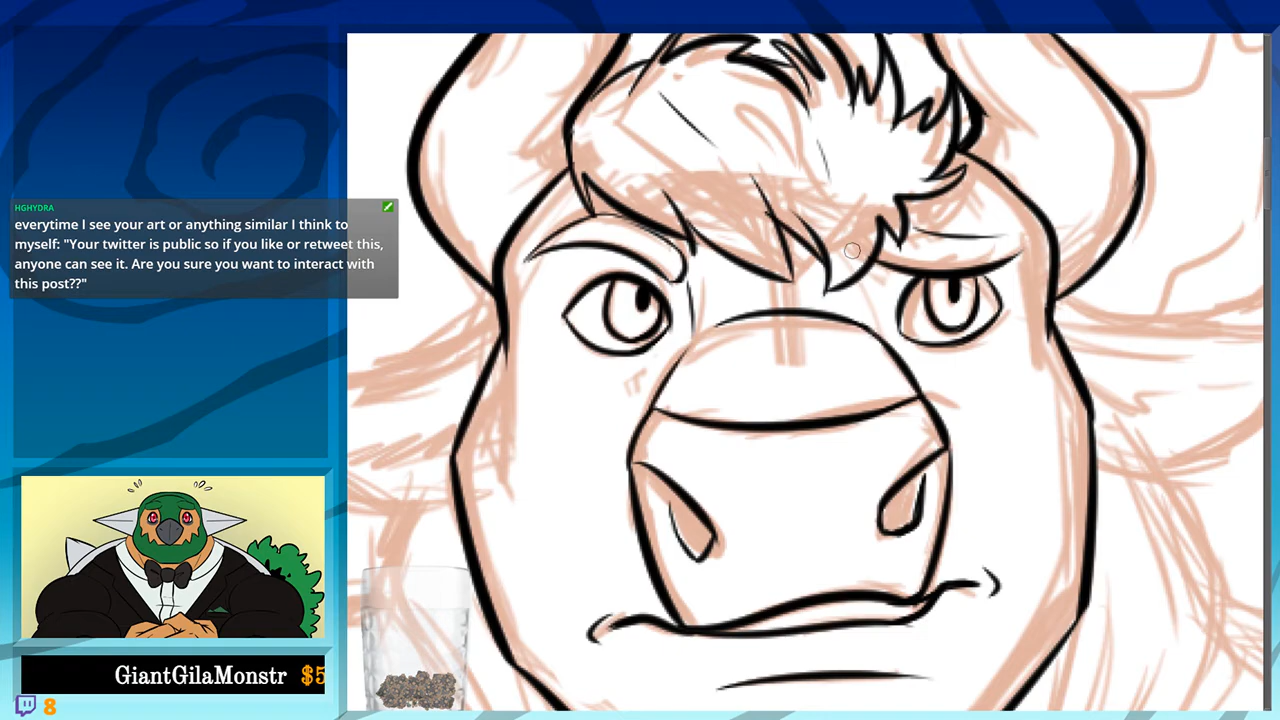 HGHYDRA
everytime I see your art or anything similar I think to
myself: "Your twitter is public so if you like or retweet this,
anyone can see it. Are you sure you want to interact with
this post??"
GiantGilaMonstr $5
8